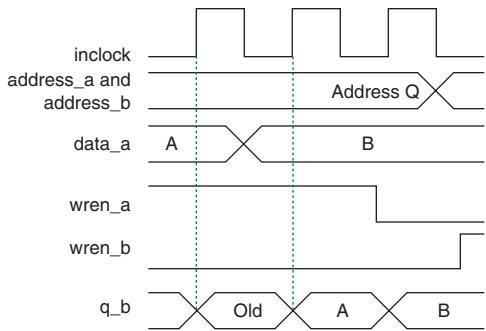 inclock
address_a and
address_b
Address Q
data_a
A
B
wren_a
wren_b
q_b
Old
A
B